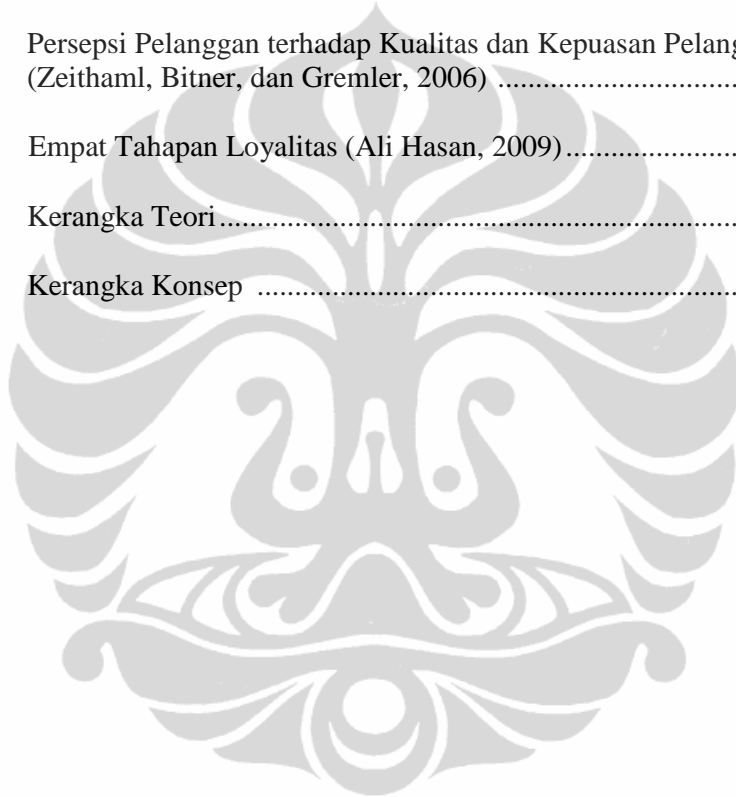 Persepsi Pelanggan terhadap Kualitas dan Kepuasan
(Zeithaml, Bitner, dan Gremler, 2006) ................................
Empat Tahapan Loyalitas (Ali Hasan, 2009).......................
Kerangka Teori.....................................................................
Kerangka Konsep ................................................................